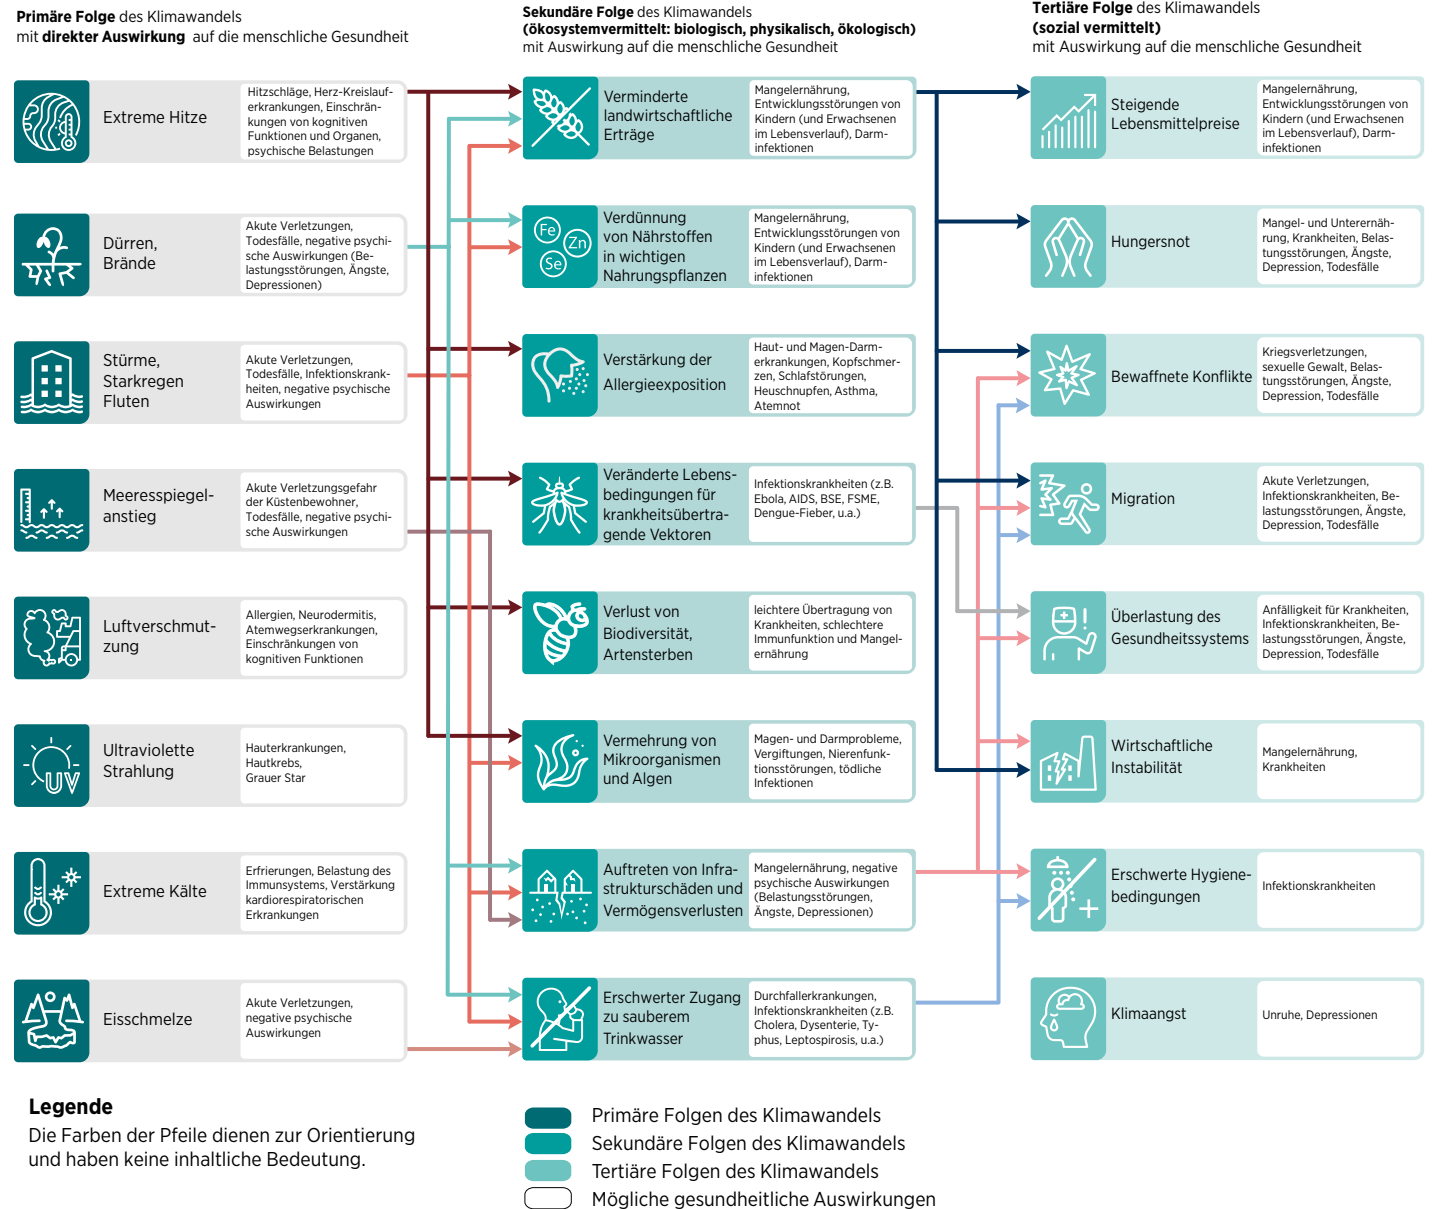 Primäre Folge des Klimawandels
mit direkter Auswirkung auf die menschliche Gesundheit
Extreme Hitze
Hitzschläge, Herz-Kreislauf-
erkrankungen, Einschrän-
kungen von kognitiven
Funktionen und Organen,
psychische Belastungen
Dürren,
Brände
Akute Verletzungen,
Todesfälle, negative psychi-
sche Auswirkungen (Be-
lastungsstörungen, Ängste,
Depressionen)
Stürme,
Starkregen
Fluten
Akute Verletzungen,
Todesfälle, Infektionskrank-
heiten, negative psychische
Auswirkungen
Meeresspiegel-
anstieg
Akute Verletzungsgefahr
der Küstenbewohner,
Todesfälle, negative psychi-
sche Auswirkungen
Luftverschmut-
zung
Allergien, Neurodermitis,
Atemwegserkrankungen,
Einschränkungen von
kognitiven Funktionen
UV
Ultraviolette
Strahlung
Hauterkrankungen,
Hautkrebs,
Grauer Star
Extreme Kälte
Erfrierungen, Belastung des
Immunsystems, Verstärkung
kardiorespiratorischen
Erkrankungen
Eisschmelze
Akute Verletzungen,
negative psychische
Auswirkungen
Sekundäre Folge des Klimawandels
(ökosystemvermittelt: biologisch, physikalisch, ökologisch)
mit Auswirkung auf die menschliche Gesundheit
Verminderte
landwirtschaftliche
Erträge
Mangelernährung,
Entwicklungsstörungen von
Kindern (und Erwachsenen
im Lebensverlauf), Darm-
infektionen
Fe
Zn
Se
Verdünnung
von Nährstoffen
in wichtigen
Nahrungspflanzen
Mangelernährung,
Entwicklungsstörungen von
Kindern (und Erwachsenen
im Lebensverlauf), Darm-
infektionen
Verstärkung der
Allergieexposition
Haut- und Magen-Darm-
erkrankungen, Kopfschmer-
zen, Schlafstörungen,
Heuschnupfen, Asthma,
Atemnot
Veränderte Lebens-
bedingungen für
krankheitsübertra-
gende Vektoren
Infektionskrankheiten (z.B.
Ebola, AIDS, BSE, FSME,
Dengue-Fieber, u.a.)
Verlust von
Biodiversität,
Artensterben
leichtere Übertragung von
Krankheiten, schlechtere
Immunfunktion und Mangel-
ernährung
Vermehrung von
Mikroorganismen
und Algen
Magen- und Darmprobleme,
Vergiftungen, Nierenfunk-
tionsstörungen, tödliche
Infektionen
Auftreten von Infra-
strukturschäden und
Vermögensverlusten
Mangelernährung, negative
psychische Auswirkungen
(Belastungsstörungen,
Ängste, Depressionen)
Erschwerter Zugang
zu sauberem
Trinkwasser
Durchfallerkrankungen,
Infektionskrankheiten (z.B.
Cholera, Dysenterie, Ty-
phus, Leptospirosis, u.a.)
Tertiäre Folge des Klimawandels
(sozial vermittelt)
mit Auswirkung auf die menschliche Gesundheit
Steigende
Lebensmittelpreise
Mangelernährung,
Entwicklungsstörungen von
Kindern (und Erwachsenen
im Lebensverlauf), Darm-
infektionen
Hungersnot
Mangel- und Unterernäh-
rung, Krankheiten, Belas-
tungsstörungen, Ängste,
Depression, Todesfälle
Bewaffnete Konflikte
Kriegsverletzungen,
sexuelle Gewalt, Belas-
tungsstörungen, Ängste,
Depression, Todesfälle
Migration
Akute Verletzungen,
Infektionskrankheiten, Be-
lastungsstörungen, Ängste,
Depression, Todesfälle
Überlastung des
Gesundheitssystems
Anfälligkeit für Krankheiten,
Infektionskrankheiten, Be-
lastungsstörungen, Ängste,
Depression, Todesfälle
Wirtschaftliche
Instabilität
Mangelernährung,
Krankheiten
Erschwerte Hygiene-
bedingungen
Infektionskrankheiten
Klimaangst
Unruhe, Depressionen
Legende
Die Farben der Pfeile dienen zur Orientierung
und haben keine inhaltliche Bedeutung.
Primäre Folgen des Klimawandels
Sekundäre Folgen des Klimawandels
Tertiäre Folgen des Klimawandels
Mögliche gesundheitliche Auswirkungen